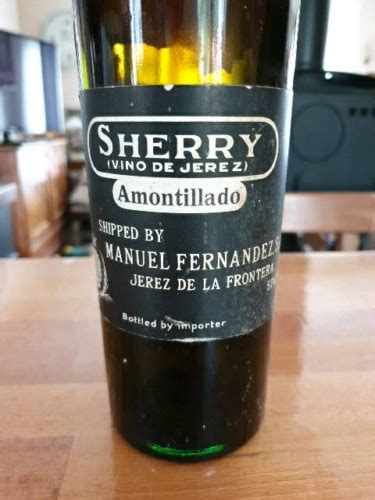 SHERRY
(VINO DE JEREZ)
Amontillado
SHIPPED BY
MANUEL FERNANDEZ,
JEREZ DE LA FRONTERA
Bottled by importer